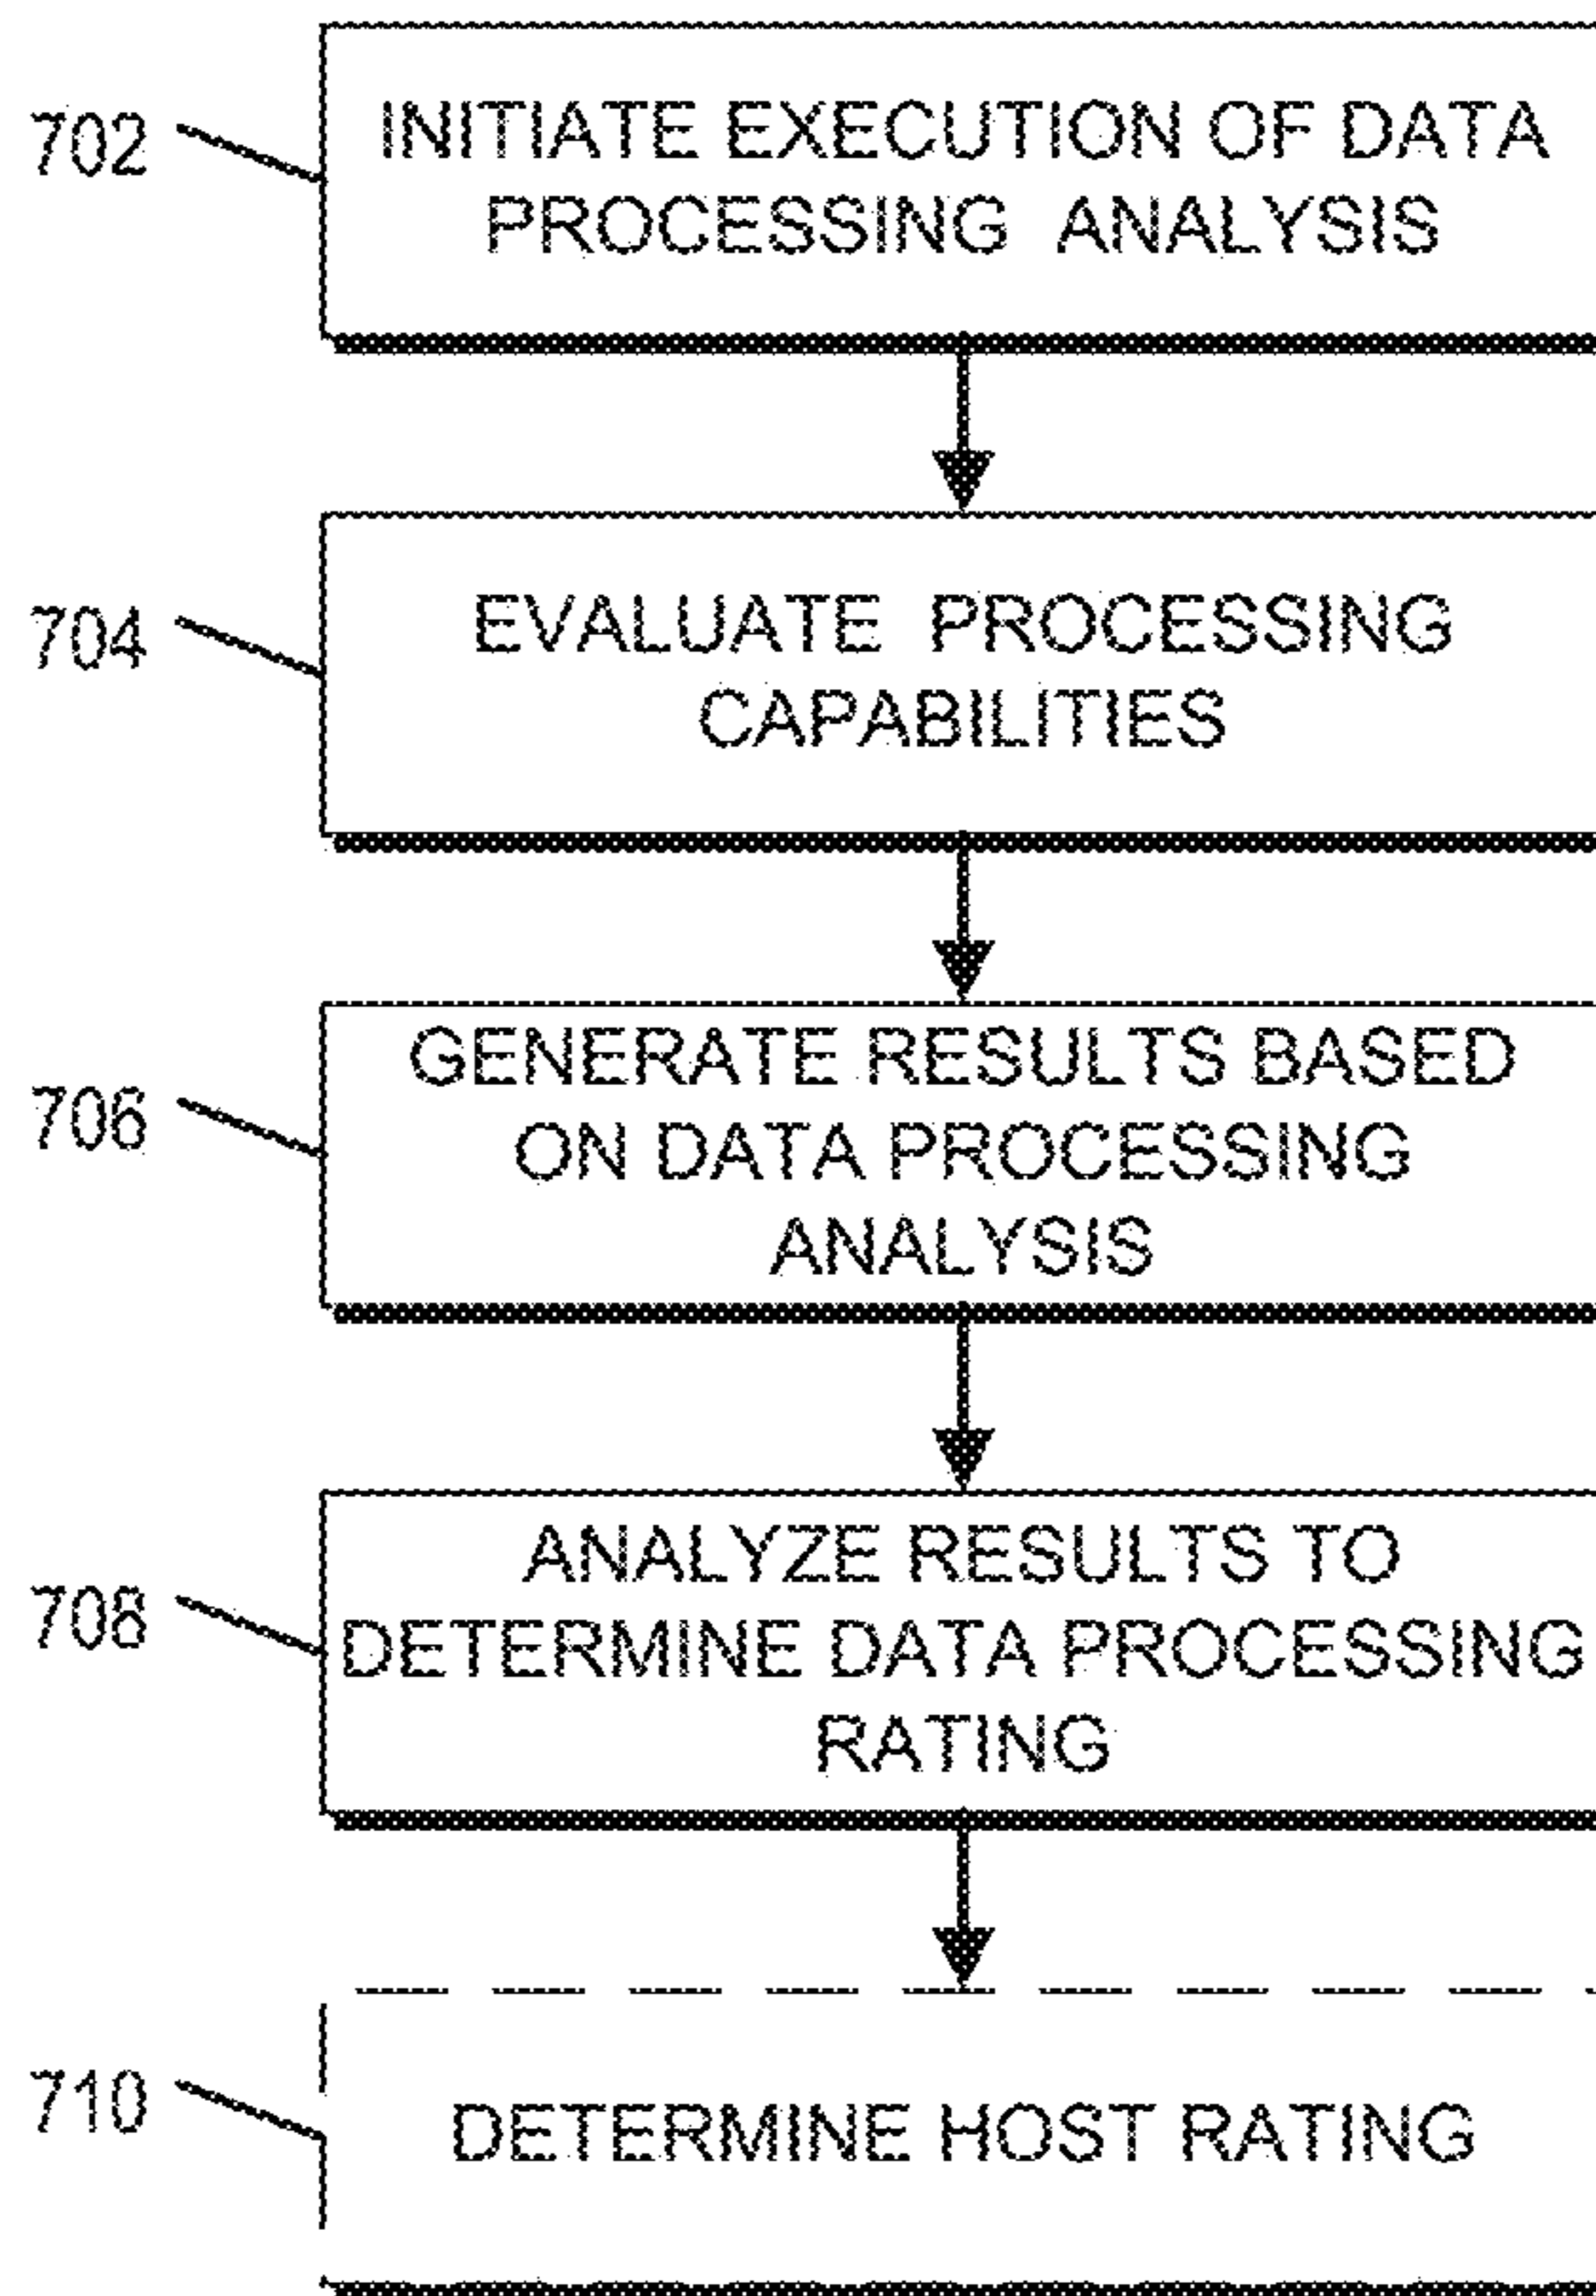 702
INITIATE EXECUTION OF DATA
PROCESSING ANALYSIS
704
EVALUATE PROCESSING
CAPABILITIES
706
GENERATE RESULTS BASED
ON DATA PROCESSING
ANALYSIS
708
ANALYZE RESULTS TO
DETERMINE DATA PROCESSING
RATING
710
DETERMINE HOST RATING